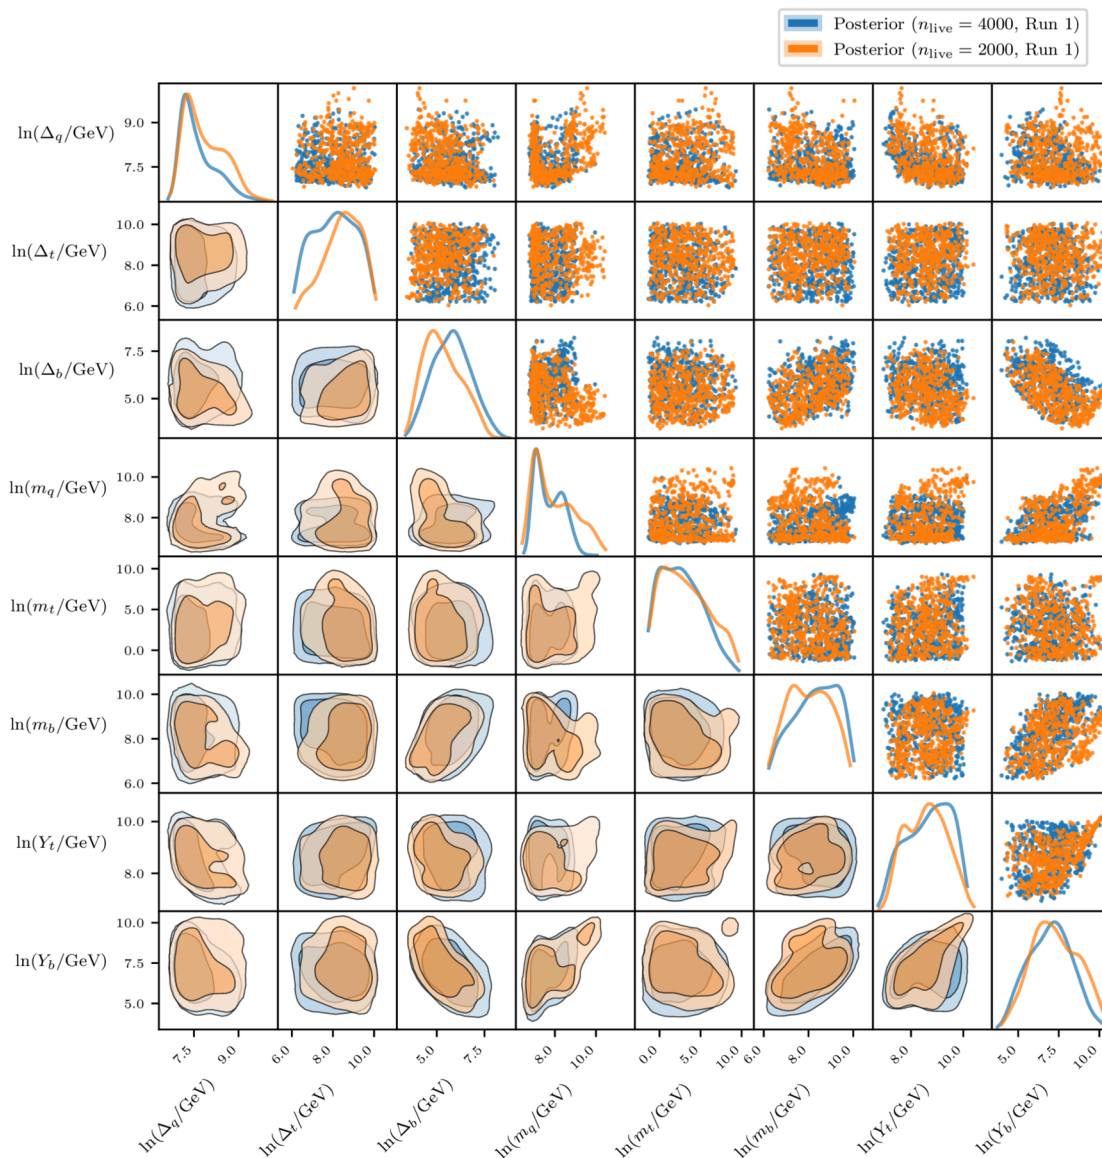 Posterior (n_live = 4000, Run 1)
Posterior (n_live = 2000, Run 1)
ln(Δ_q/GeV)
9.0
7.5
ln(Δ_t/GeV)
10.0
8.0
6.0
ln(Δ_b/GeV)
7.5
5.0
ln(m_q/GeV)
10.0
8.0
ln(m_t/GeV)
10.0
5.0
0.0
ln(m_b/GeV)
10.0
8.0
6.0
ln(Y_t/GeV)
10.0
8.0
ln(Y_b/GeV)
10.0
7.5
5.0
7.5 9.0 6.0 8.0 10.0 5.0 7.5 8.0 10.0 0.0 5.0 10.0 6.0 8.0 10.0 8.0 10.0 5.0 7.5 10.0
ln(Δ_q/GeV) ln(Δ_t/GeV) ln(Δ_b/GeV) ln(m_q/GeV) ln(m_t/GeV) ln(m_b/GeV) ln(Y_t/GeV) ln(Y_b/GeV)